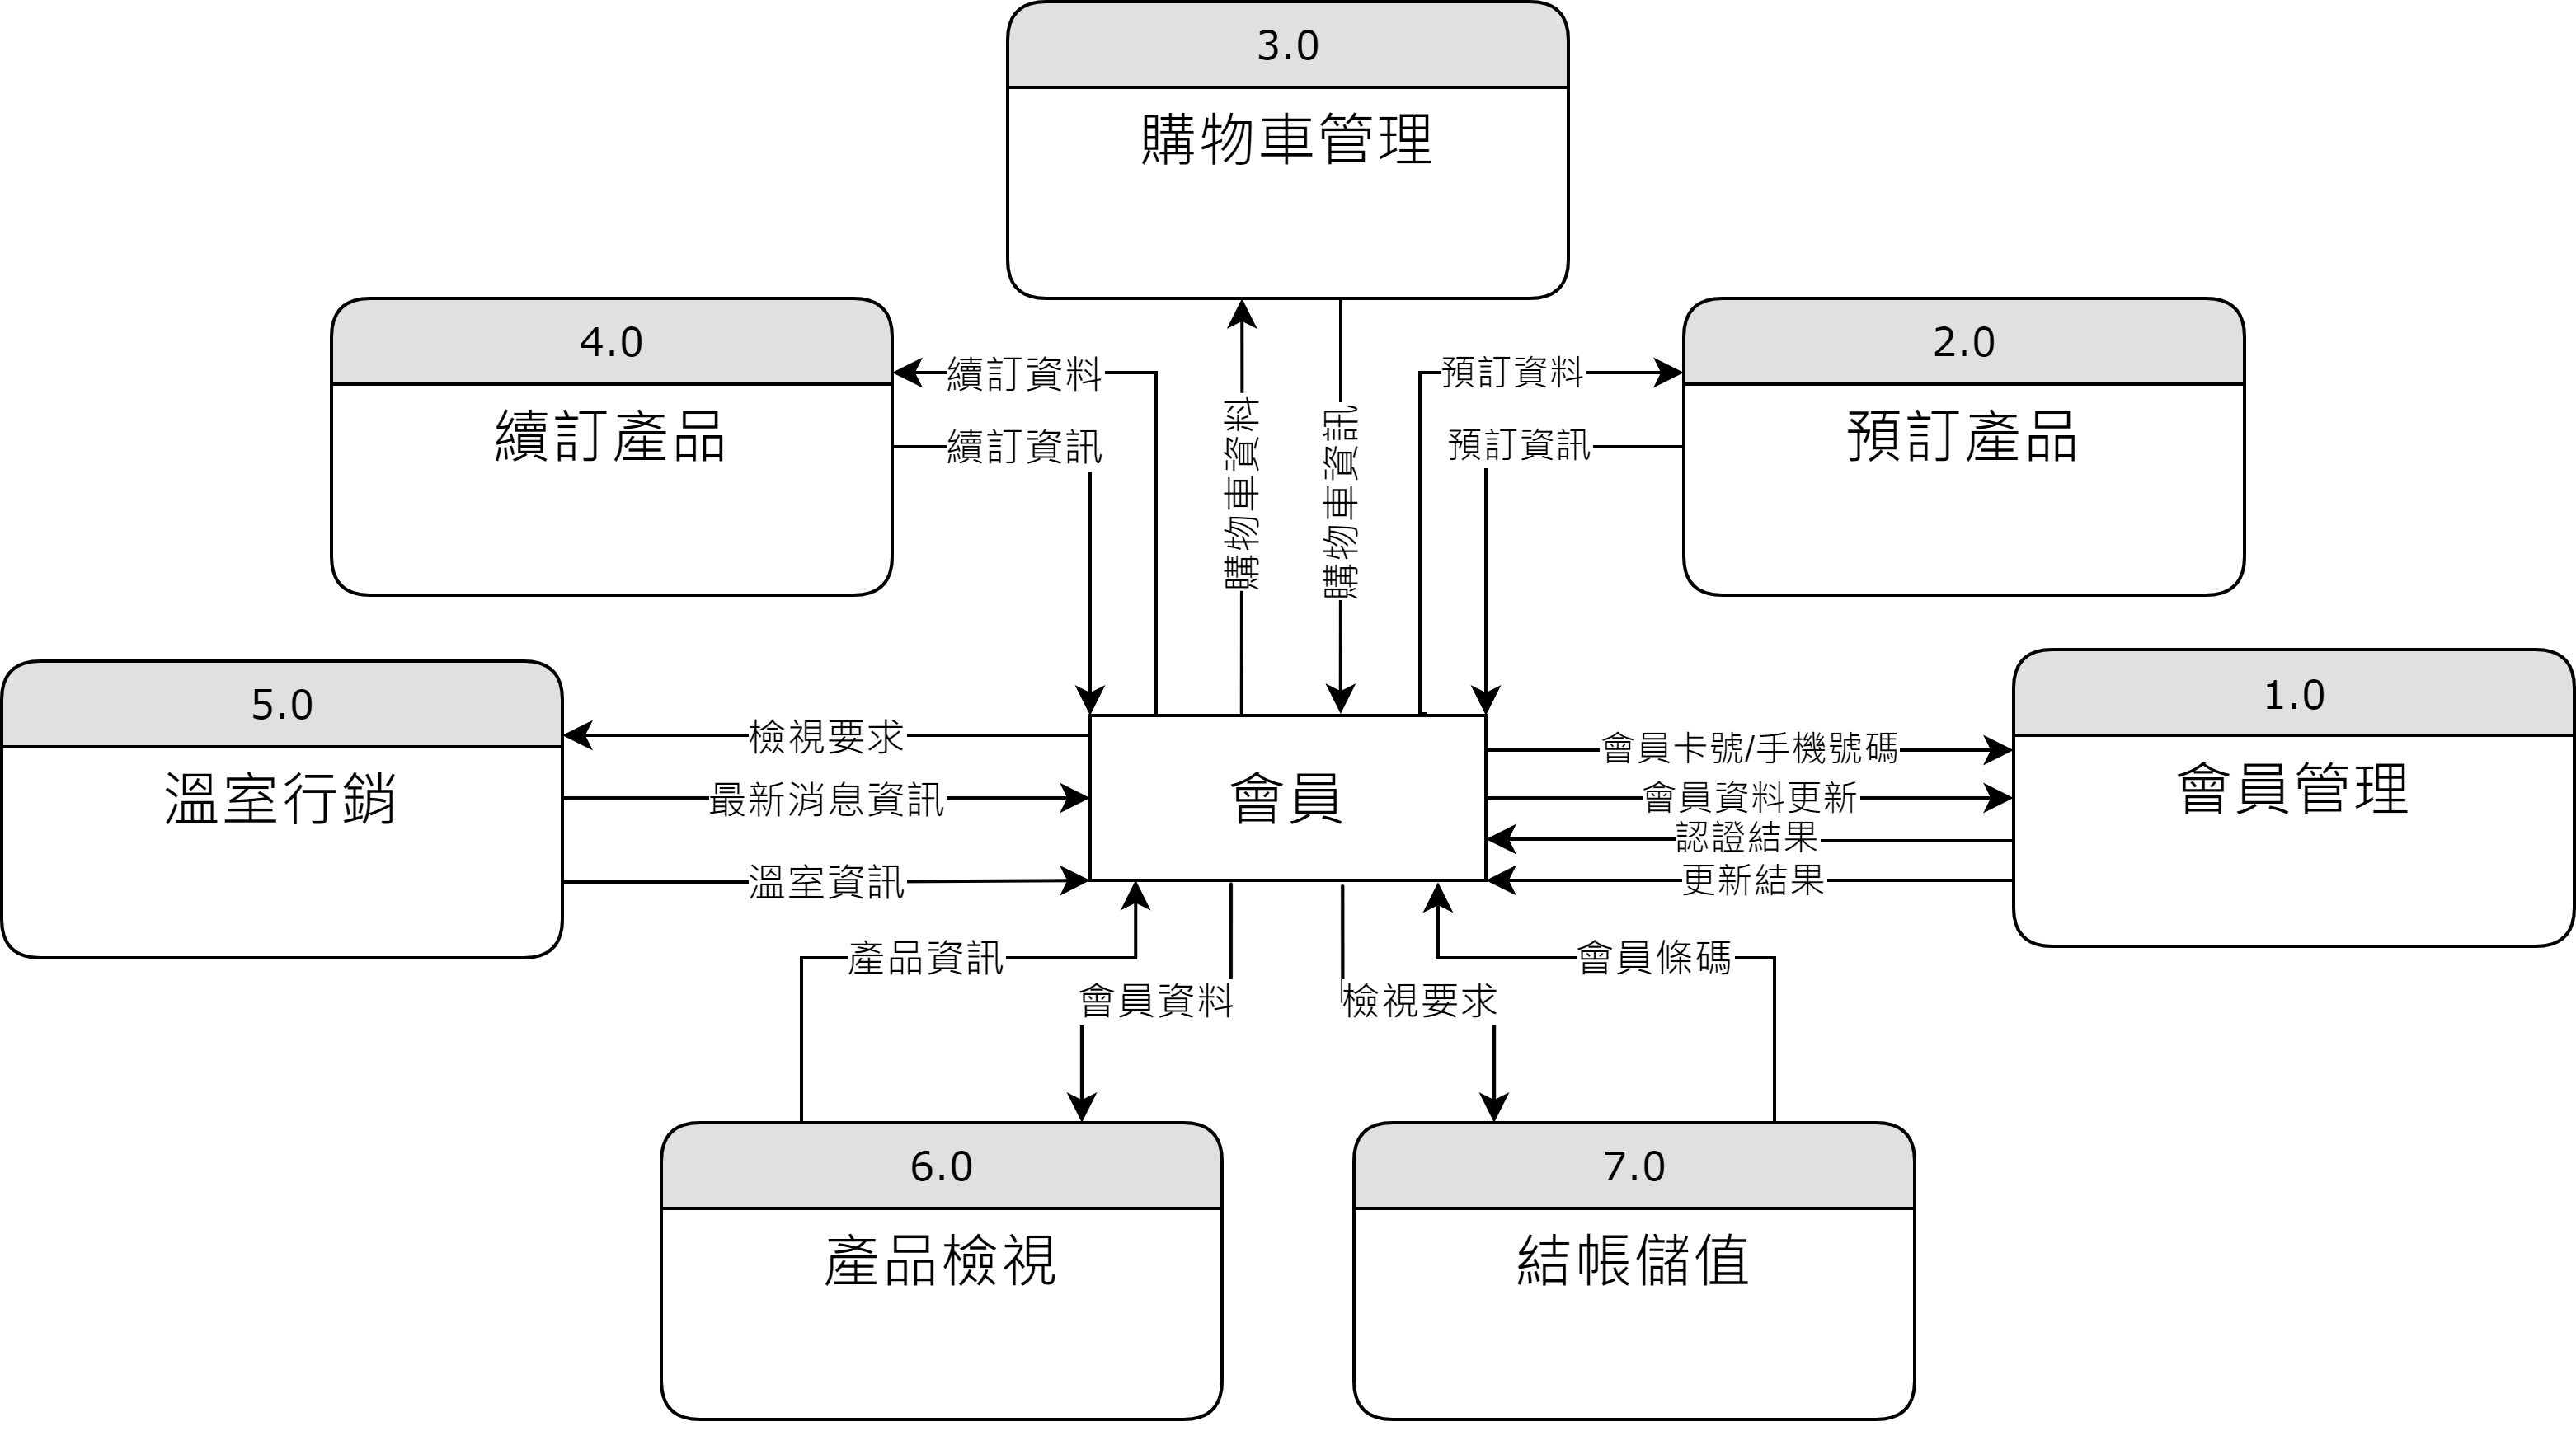 3.0
購物車管理
4.0
續訂產品
2.0
預訂產品
續訂資料
續訂資訊
購物車資料
購物車資訊
預訂資料
預訂資訊
5.0
溫室行銷
1.0
會員管理
檢視要求
最新消息資訊
溫室資訊
會員
會員卡號/手機號碼
會員資料更新
認證結果
更新結果
產品資訊
會員資料
檢視要求
會員條碼
6.0
產品檢視
7.0
結帳儲值